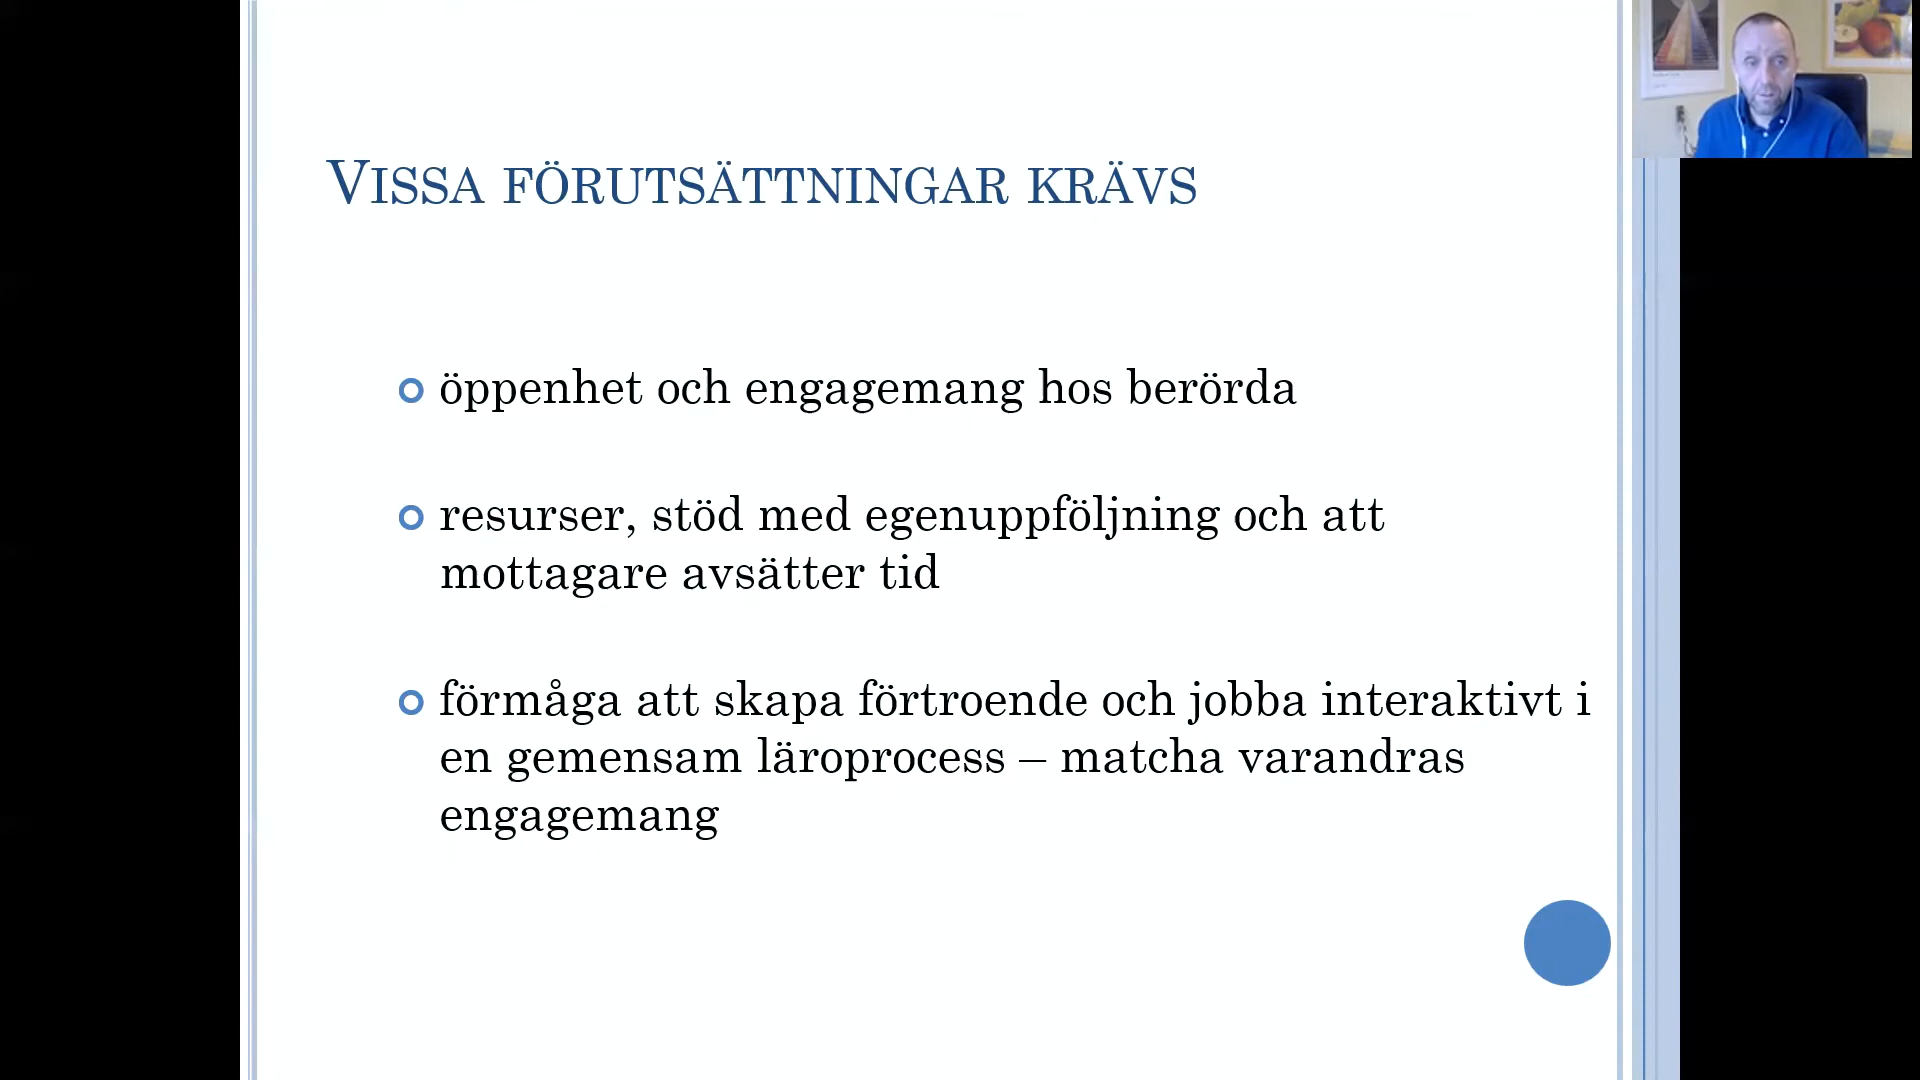 VISSA FÖRUTSÄTTNINGAR KRÄVS
öppenhet och engagemang hos berörda
resurser, stöd med egenuppföljning och att
mottagare avsätter tid
förmåga att skapa förtroende och jobba interaktivt i
en gemensam läroprocess – matcha varandras
engagemang